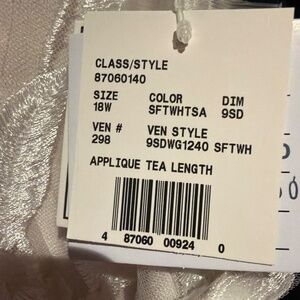 CLASS/STYLE
87060140
SIZE COLOR DIM
18W SFTWHTSA 9SD
VEN # VEN STYLE
298 9SDWG1240 SFTWH
APPLIQUE TEA LENGTH
4 87060 00924 0